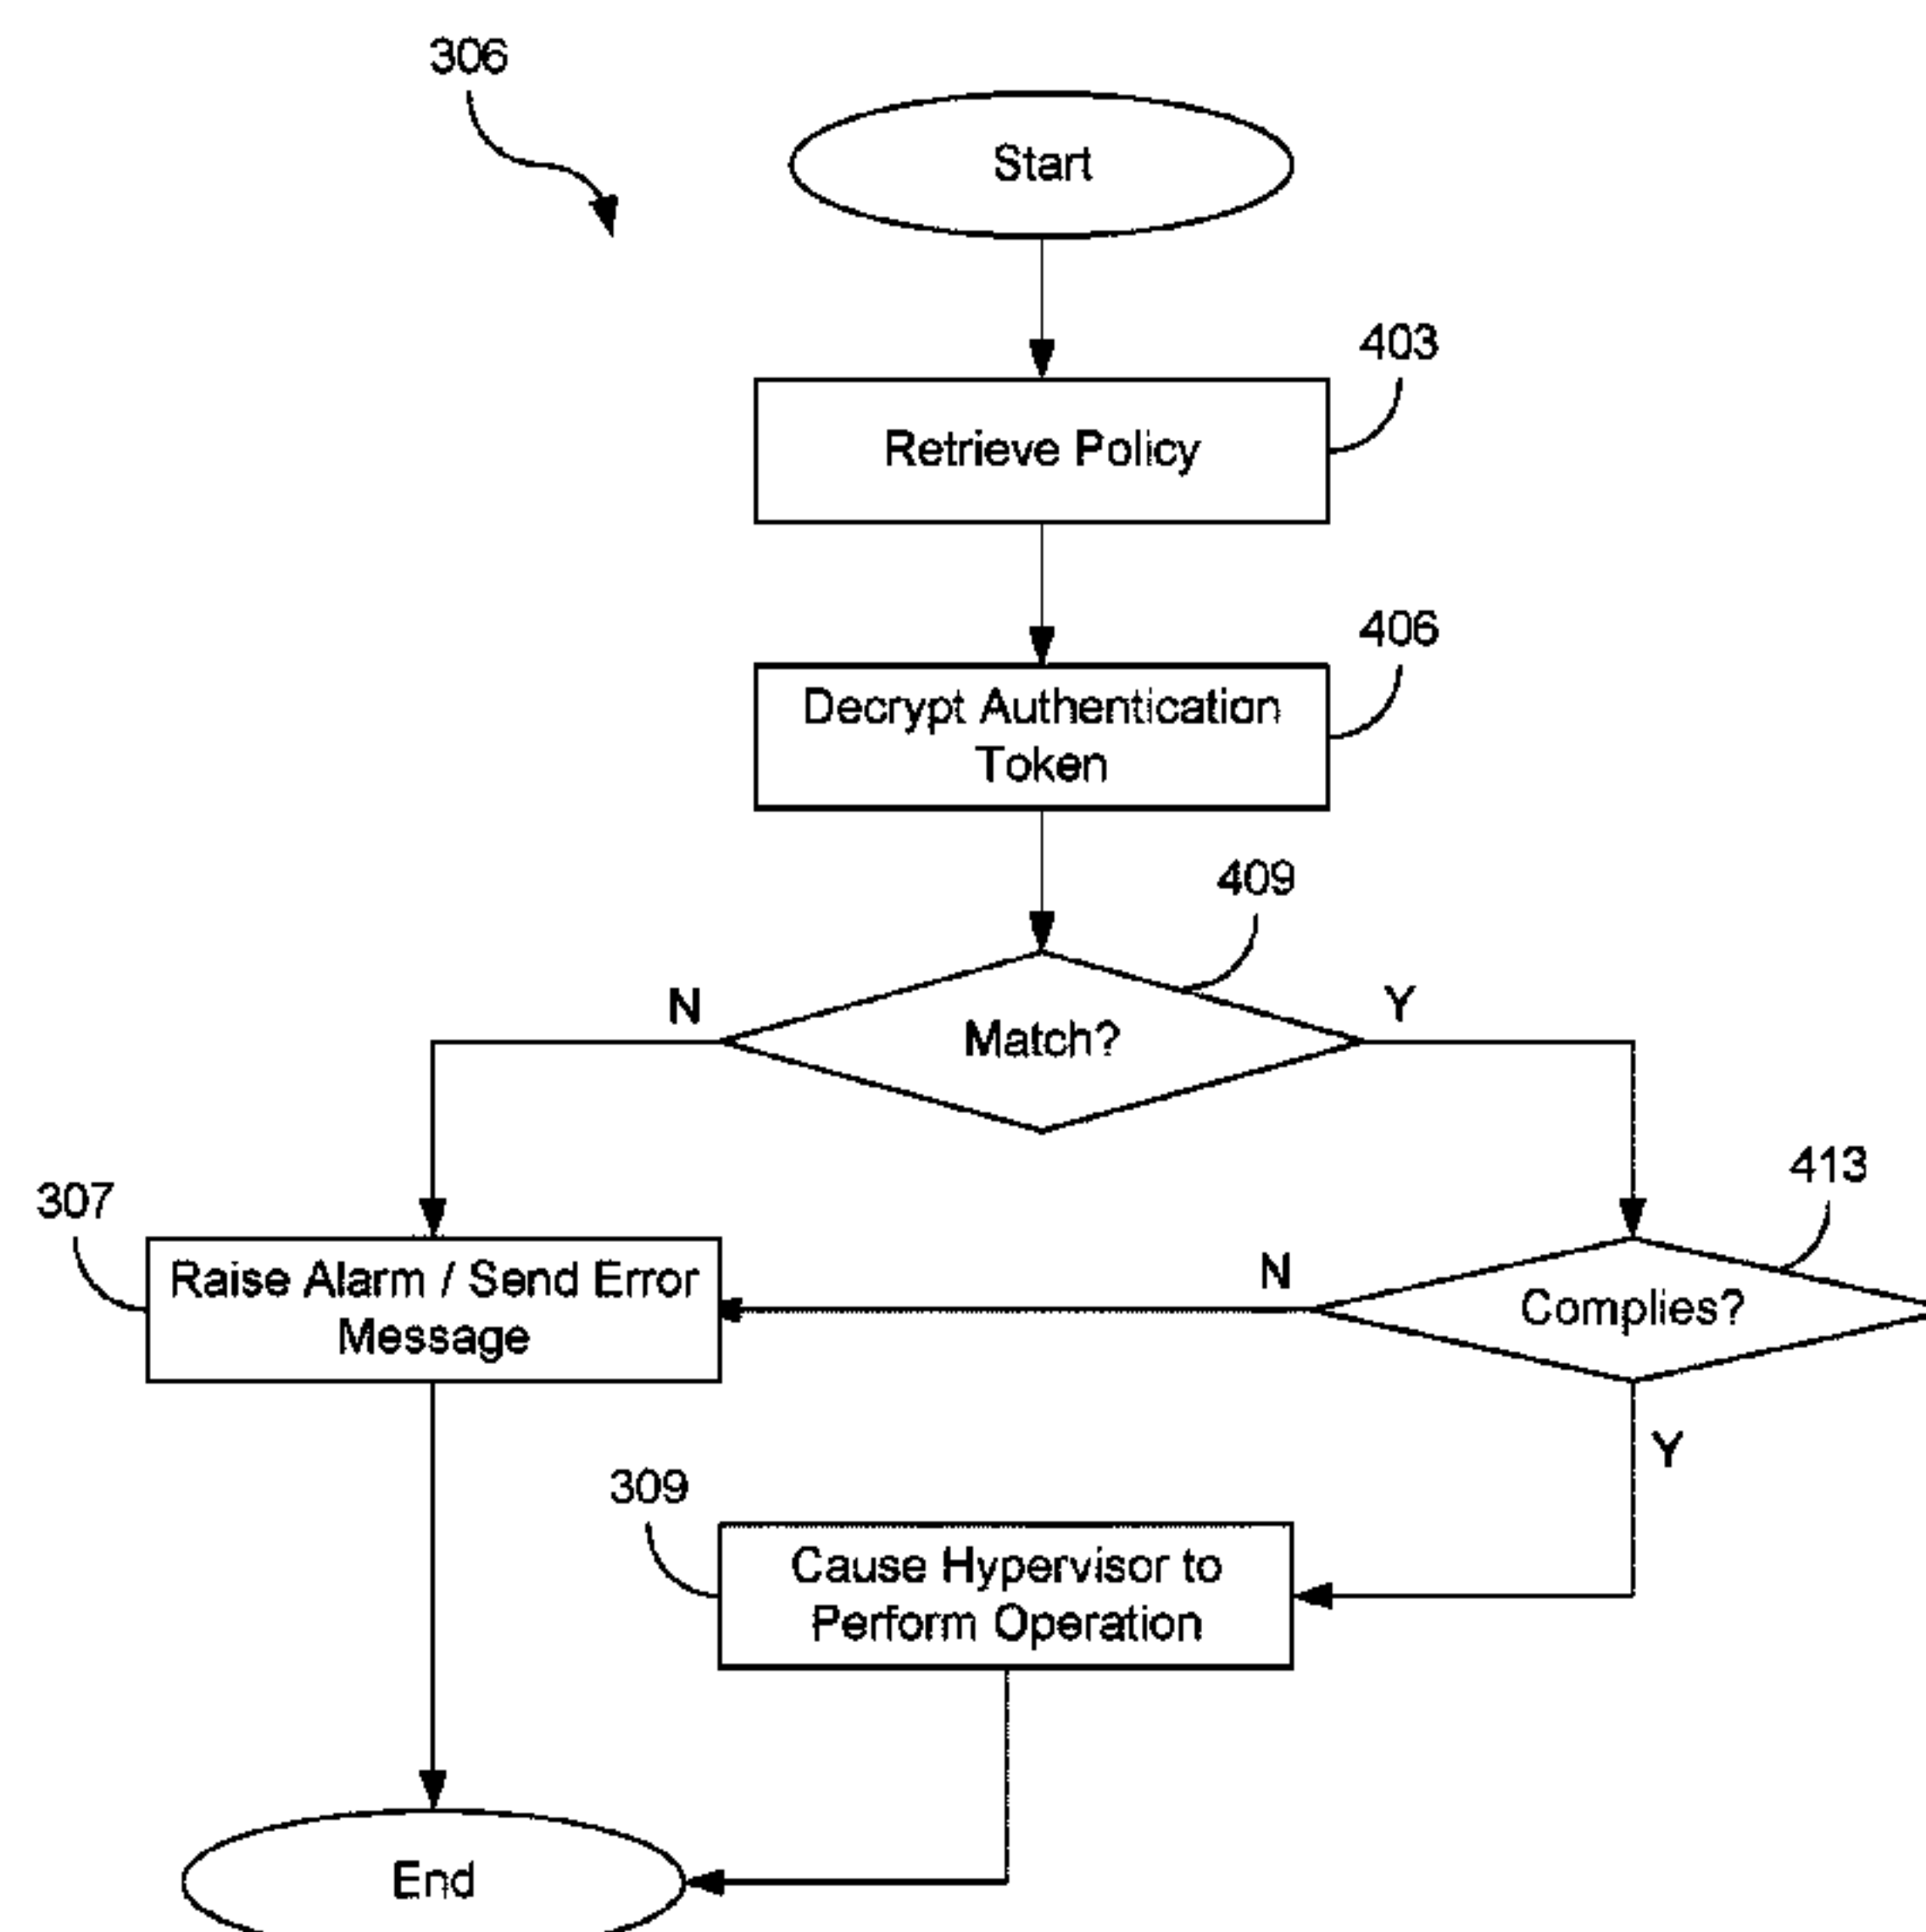 306
Start
403
Retrieve Policy
406
Decrypt Authentication
Token
409
N
Y
Match?
413
307
Raise Alarm / Send Error
Message
N
Complies?
Y
309
Cause Hypervisor to
Perform Operation
End